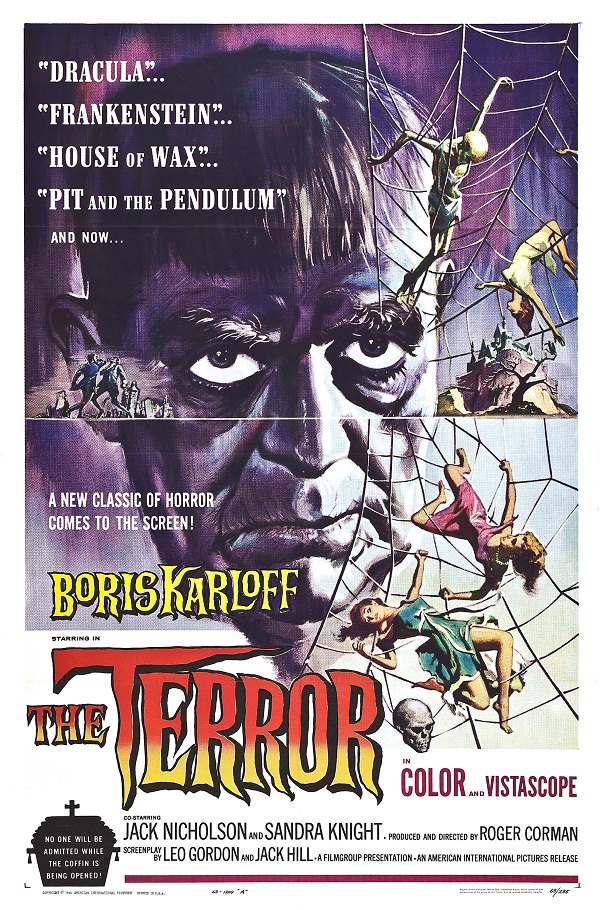 "DRACULA"...
"FRANKENSTEIN"...
"HOUSE OF WAX"...
"PIT AND THE PENDULUM"
AND NOW...
A NEW CLASSIC OF HORROR
COMES TO THE SCREEN!
BORIS KARLOFF
STARRING IN
THE TERROR
IN
COLOR AND VISTASCOPE
CO-STARRING
JACK NICHOLSON AND SANDRA KNIGHT • PRODUCED AND DIRECTED BY ROGER CORMAN
SCREENPLAY BY LEO GORDON AND JACK HILL • A FILMGROUP PRESENTATION • AN AMERICAN INTERNATIONAL PICTURES RELEASE
NO ONE WILL BE
ADMITTED WHILE
THE COFFIN IS
BEING OPENED!
63/285